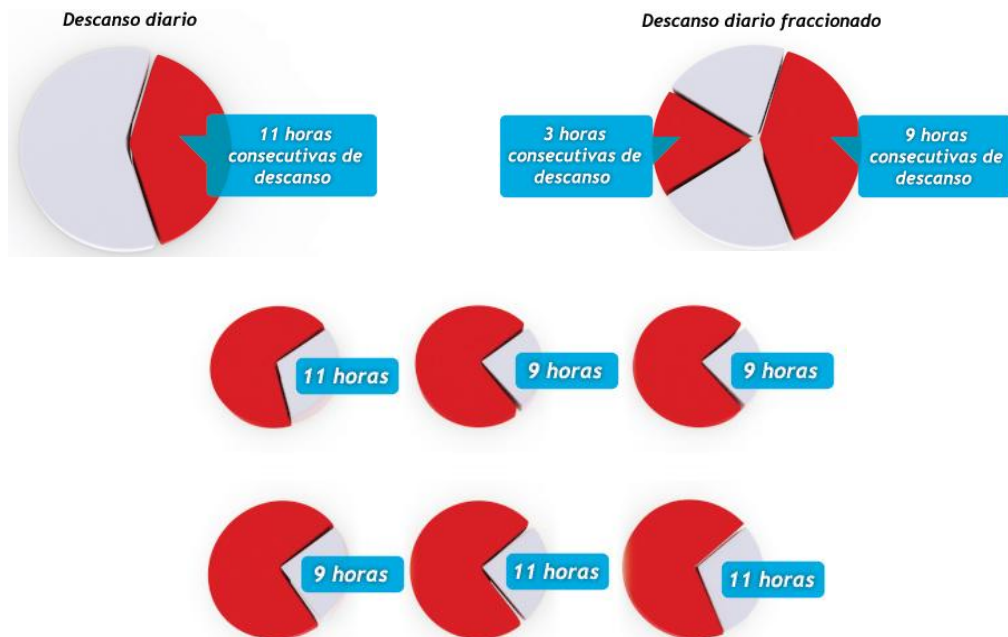 Descanso diario
Descanso diario fraccionado
11 horas
consecutivas de
descanso
3 horas
consecutivas de
descanso
9 horas
consecutivas de
descanso
11 horas
9 horas
9 horas
9 horas
11 horas
11 horas